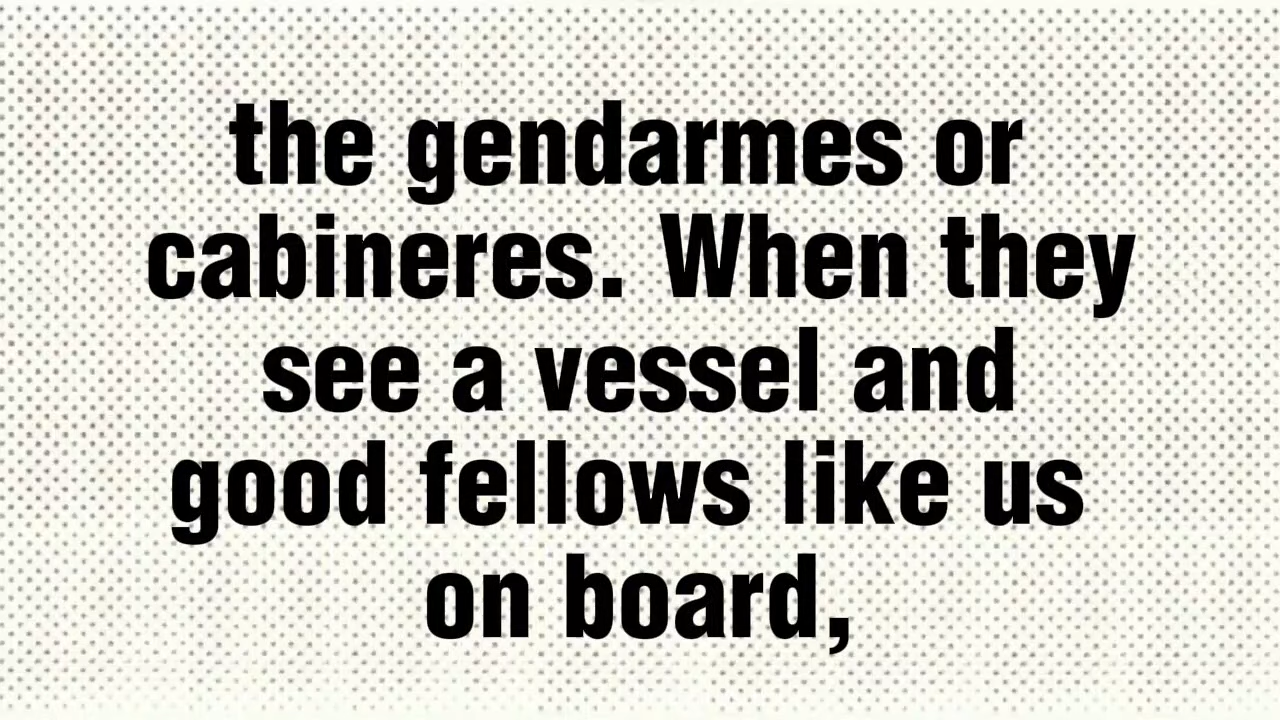 the gendarmes or
cabineres. When they
see a vessel and
good fellows like us
on board,